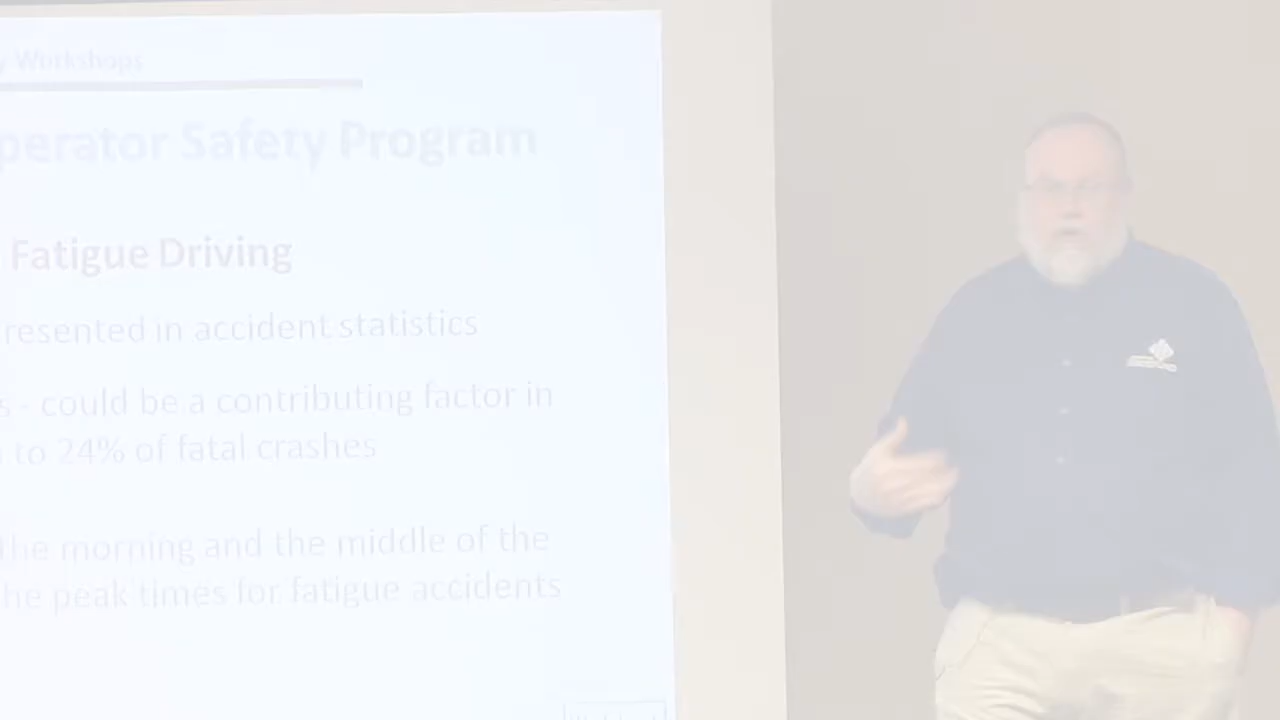 y Workshops
perator Safety Program
Fatigue Driving
resented in accident statistics
s - could be a contributing factor in
to 24% of fatal crashes
the morning and the middle of the
he peak times for fatigue accidents